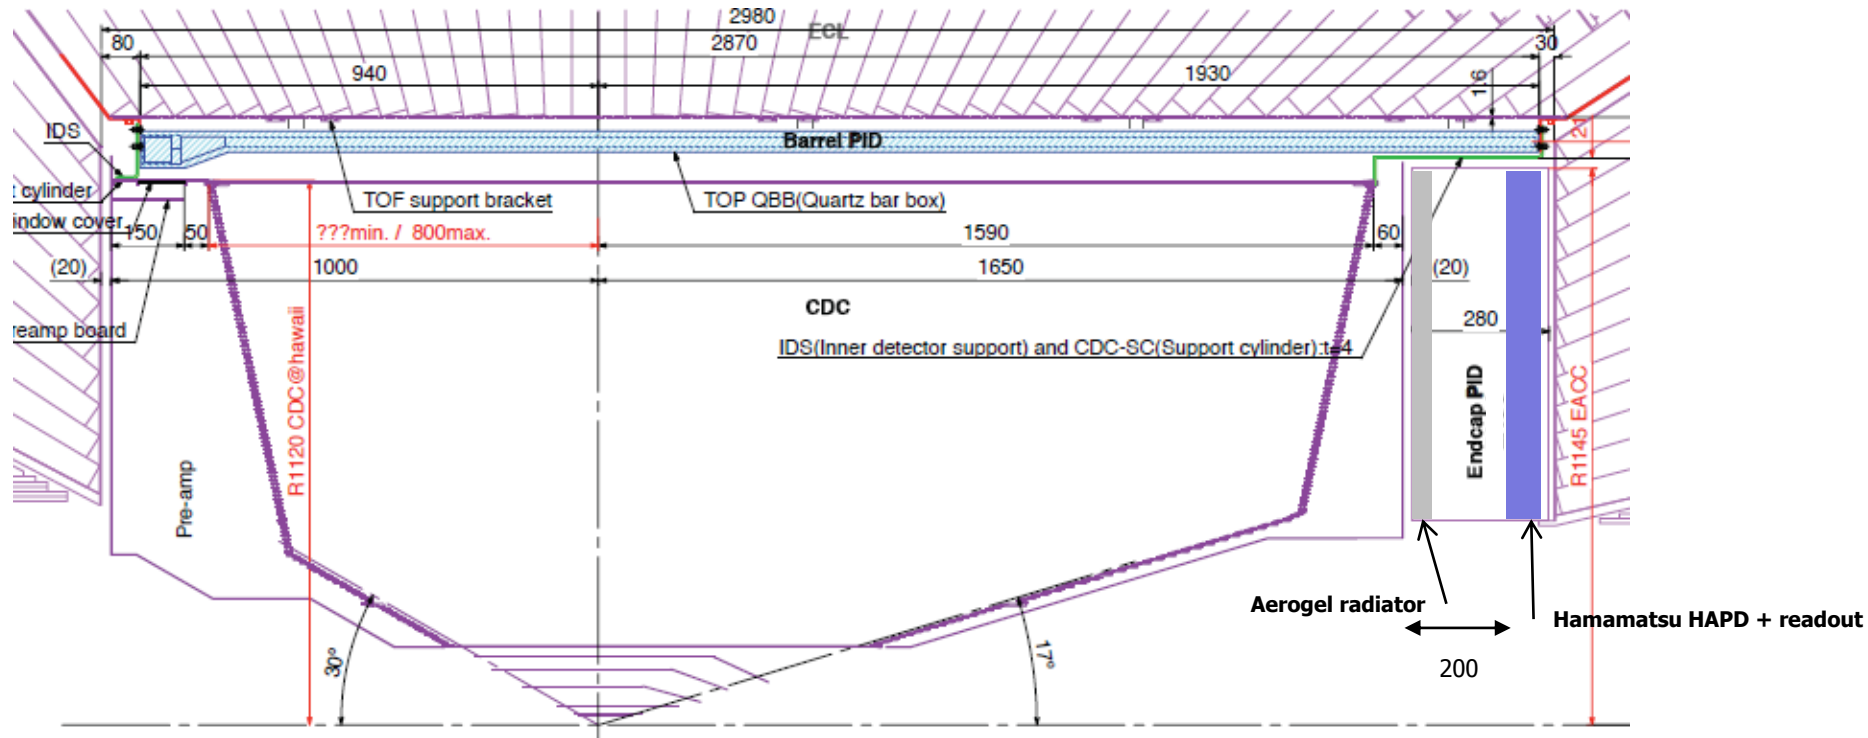 2980
ECL
80
2870
30
940
1930
16
IDS
Barrel PID
21
t cylinder
TOF support bracket
TOP QBB(Quartz bar box)
indow cover
150
50
???min. / 800max.
1590
60
(20)
1000
1650
(20)
CDC
280
reamp board
IDS(Inner detector support) and CDC-SC(Support cylinder):t=4
R1120 CDC@hawaii
Endcap PID
R1145 EACC
Pre-amp
Aerogel radiator
Hamamatsu HAPD + readout
30°
17°
200